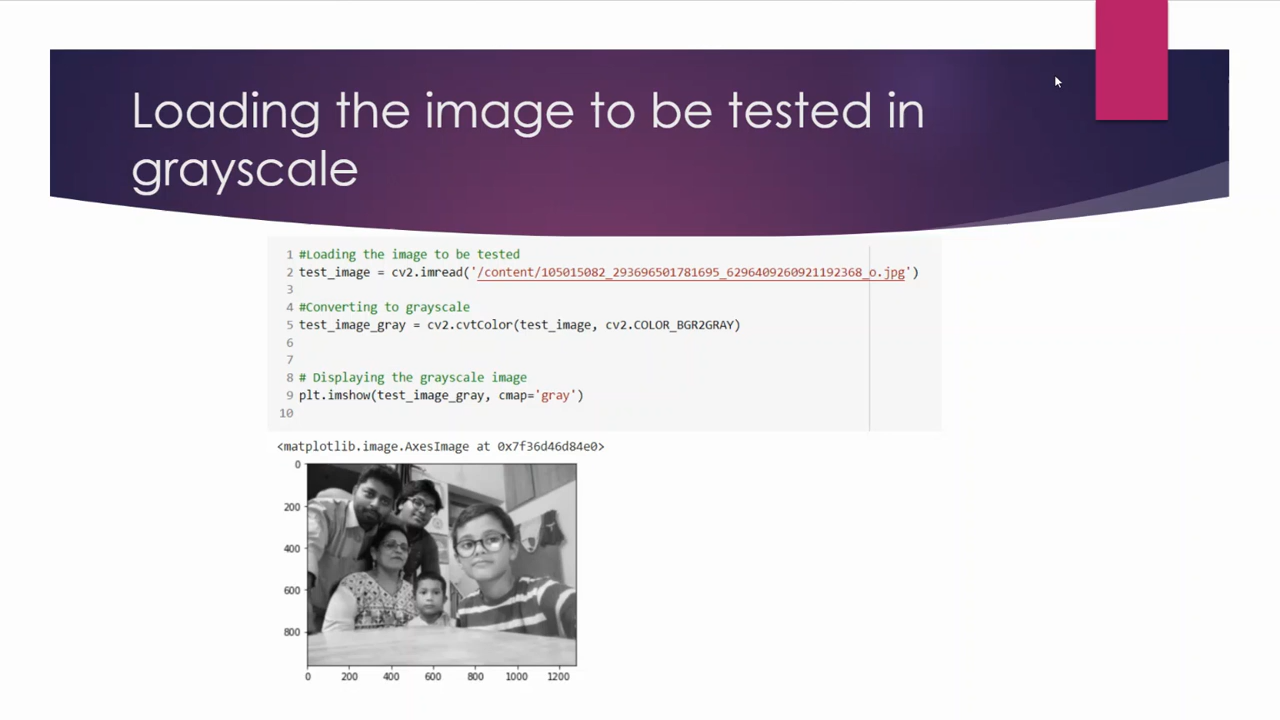 Loading the image to be tested in
grayscale
1 #Loading the image to be tested
2 test_image = cv2.imread('/content/105015082_293696501781695_6296409260921192368_o.jpg')
3
4 #Converting to grayscale
5 test_image_gray = cv2.cvtColor(test_image, cv2.COLOR_BGR2GRAY)
6
7
8 # Displaying the grayscale image
9 plt.imshow(test_image_gray, cmap='gray')
10
<matplotlib.image.AxesImage at 0x7f36d46d84e0>
0
200
400
600
800
0 200 400 600 800 1000 1200